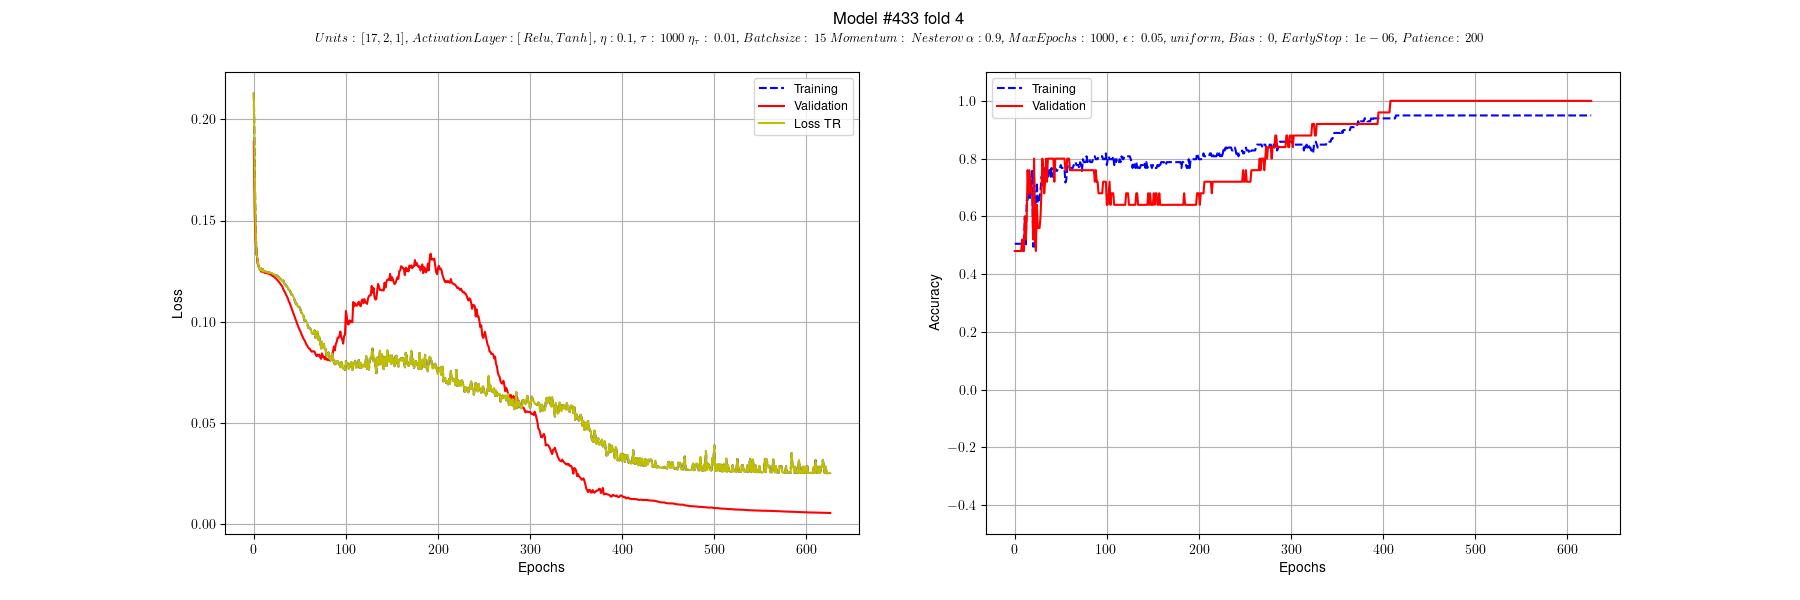 Model #433 fold 4
Units : [17, 2, 1], ActivationLayer : [ Relu, Tanh ], η : 0.1, τ : 1000 η_τ : 0.01, Batchsize : 15 Momentum : Nesterov α : 0.9, MaxEpochs : 1000, ϵ : 0.05, uniform, Bias : 0, EarlyStop : 1e − 06, Patience : 200
Training
Validation
Loss TR
0.20
0.15
0.10
0.05
0.00
Loss
0 100 200 300 400 500 600
Epochs
Training
Validation
1.0
0.8
0.6
0.4
0.2
0.0
−0.2
−0.4
Accuracy
0 100 200 300 400 500 600
Epochs